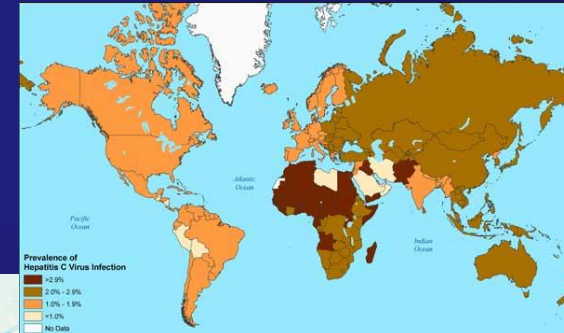 Atlantic
Ocean
Pacific
Ocean
Indian
Ocean
Prevalence of
Hepatitis C Virus Infection
>2.9%
2.0% - 2.9%
1.0% - 1.9%
<1.0%
No Data